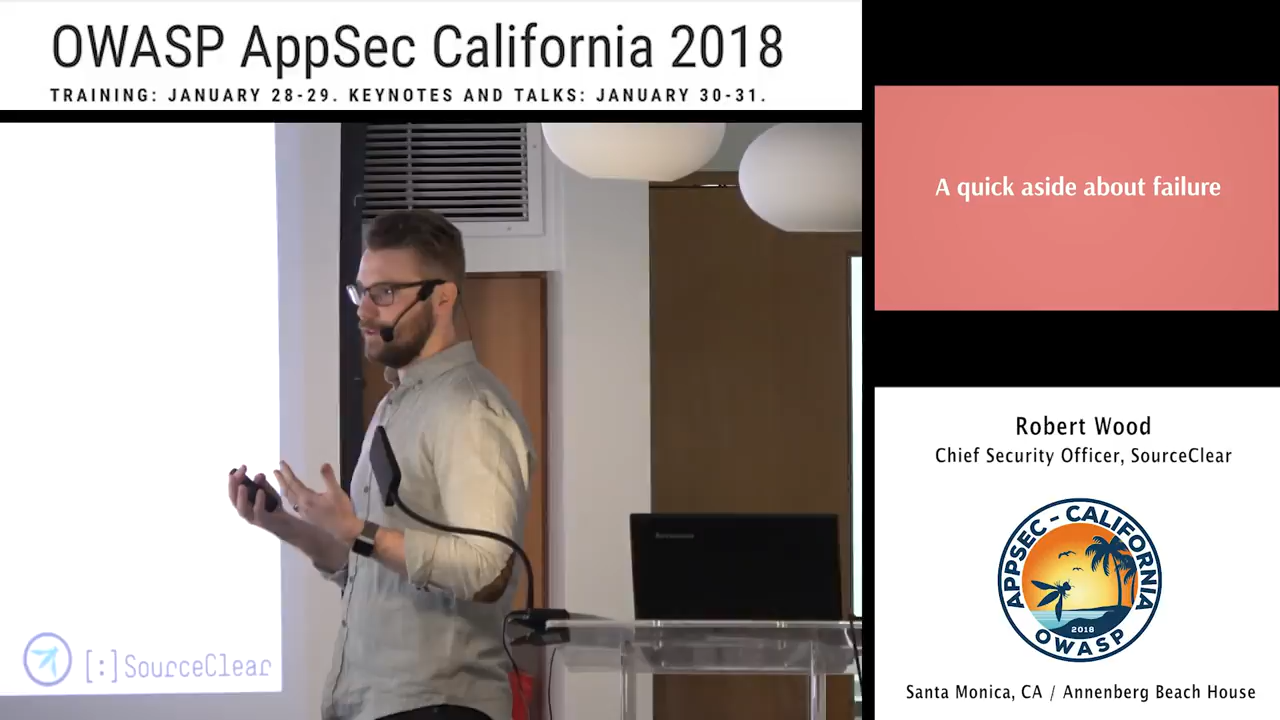 OWASP AppSec California 2018
TRAINING: JANUARY 28-29. KEYNOTES AND TALKS: JANUARY 30-31.
A quick aside about failure
Robert Wood
Chief Security Officer, SourceClear
APPSEC - CALIFORNIA
2018
OWASP
Santa Monica, CA / Annenberg Beach House
[:]SourceClear
lenovo